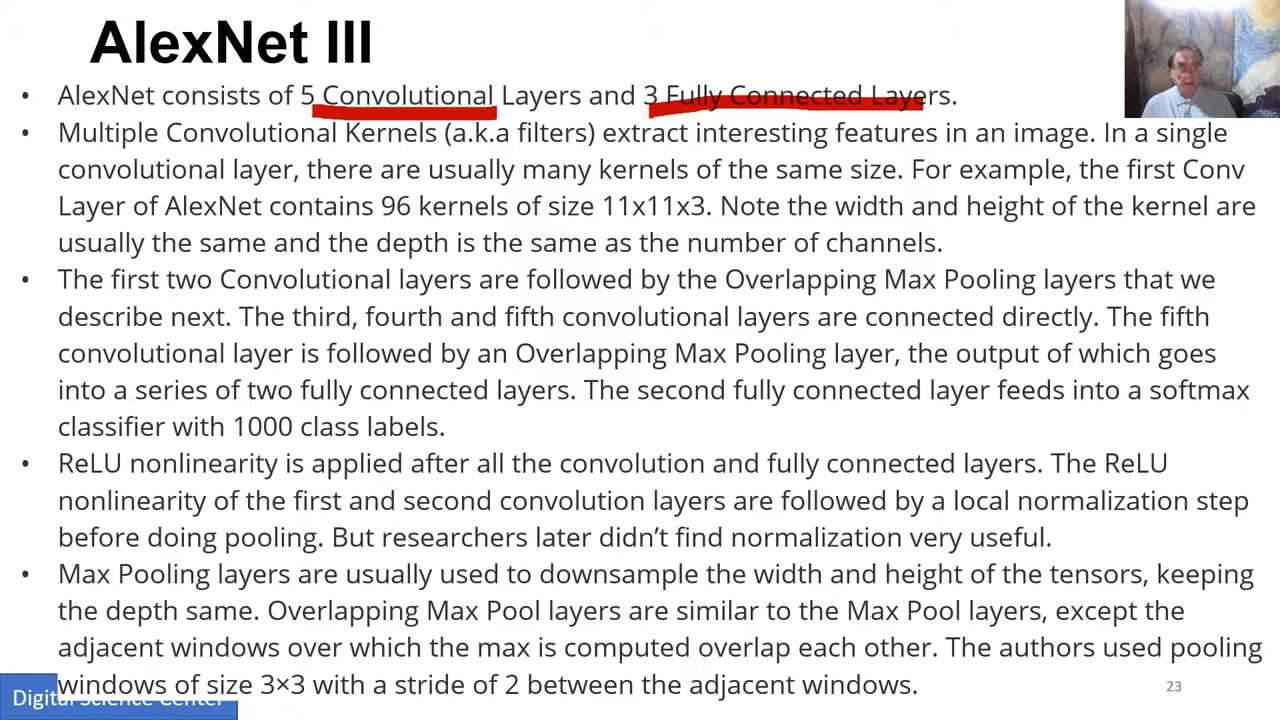 AlexNet III
• AlexNet consists of 5 Convolutional Layers and 3 Fully Connected Layers.
• Multiple Convolutional Kernels (a.k.a filters) extract interesting features in an image. In a single
convolutional layer, there are usually many kernels of the same size. For example, the first Conv
Layer of AlexNet contains 96 kernels of size 11x11x3. Note the width and height of the kernel are
usually the same and the depth is the same as the number of channels.
• The first two Convolutional layers are followed by the Overlapping Max Pooling layers that we
describe next. The third, fourth and fifth convolutional layers are connected directly. The fifth
convolutional layer is followed by an Overlapping Max Pooling layer, the output of which goes
into a series of two fully connected layers. The second fully connected layer feeds into a softmax
classifier with 1000 class labels.
• ReLU nonlinearity is applied after all the convolution and fully connected layers. The ReLU
nonlinearity of the first and second convolution layers are followed by a local normalization step
before doing pooling. But researchers later didn’t find normalization very useful.
• Max Pooling layers are usually used to downsample the width and height of the tensors, keeping
the depth same. Overlapping Max Pool layers are similar to the Max Pool layers, except the
adjacent windows over which the max is computed overlap each other. The authors used pooling
windows of size 3×3 with a stride of 2 between the adjacent windows.
Digital Science Center
23